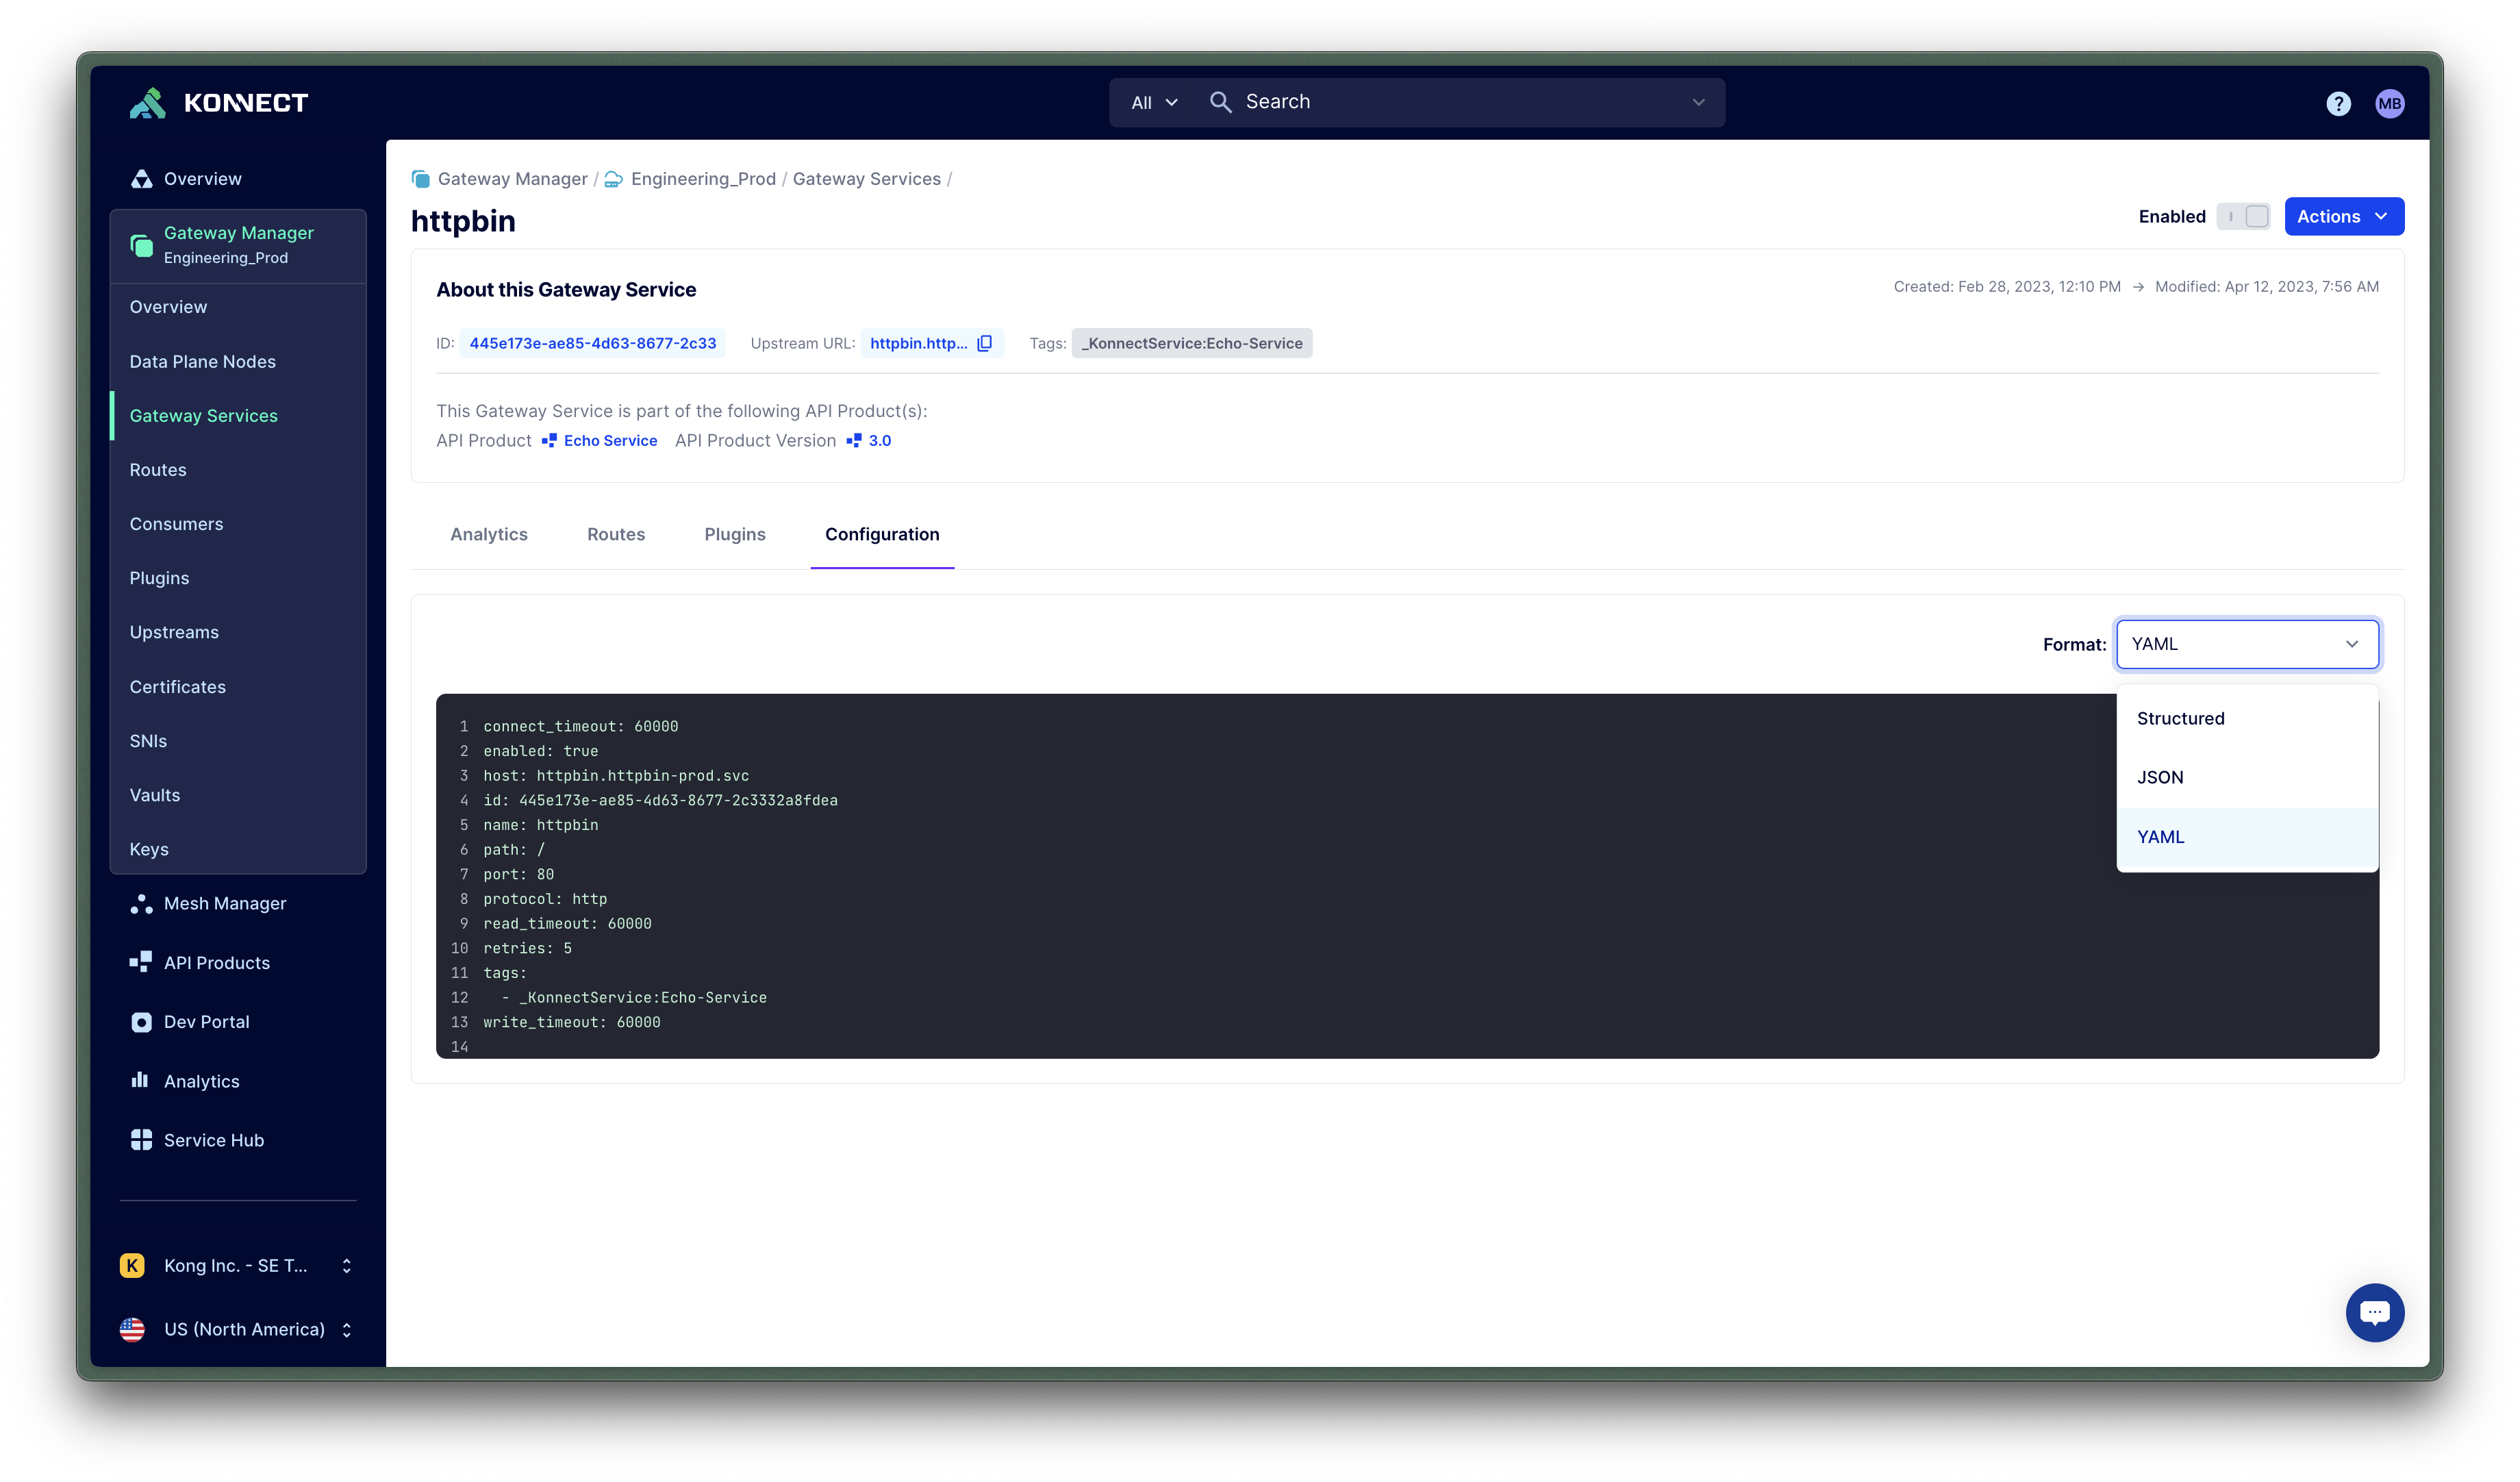 KONNECT
All
Search
?
MB
Overview
Gateway Manager
Engineering_Prod
Overview
Data Plane Nodes
Gateway Services
Routes
Consumers
Plugins
Upstreams
Certificates
SNIs
Vaults
Keys
Mesh Manager
API Products
Dev Portal
Analytics
Service Hub
K Kong Inc. - SE T...
US (North America)
Gateway Manager / Engineering_Prod / Gateway Services /
httpbin
Enabled
Actions
About this Gateway Service
Created: Feb 28, 2023, 12:10 PM → Modified: Apr 12, 2023, 7:56 AM
ID: 445e173e-ae85-4d63-8677-2c33 Upstream URL: httpbin.http... Tags: _KonnectService:Echo-Service
This Gateway Service is part of the following API Product(s):
API Product Echo Service API Product Version 3.0
Analytics Routes Plugins Configuration
Format: YAML
Structured
JSON
YAML
1 connect_timeout: 60000
2 enabled: true
3 host: httpbin.httpbin-prod.svc
4 id: 445e173e-ae85-4d63-8677-2c3332a8fdea
5 name: httpbin
6 path: /
7 port: 80
8 protocol: http
9 read_timeout: 60000
10 retries: 5
11 tags:
12   - _KonnectService:Echo-Service
13 write_timeout: 60000
14